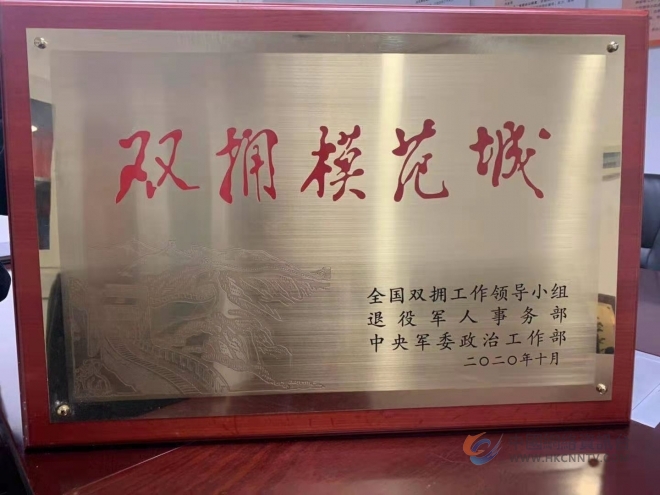 双拥模范城
全国双拥工作领导小组
退役军人事务部
中央军委政治工作部
二〇二〇年十月
WWW.HKCNNTV.C